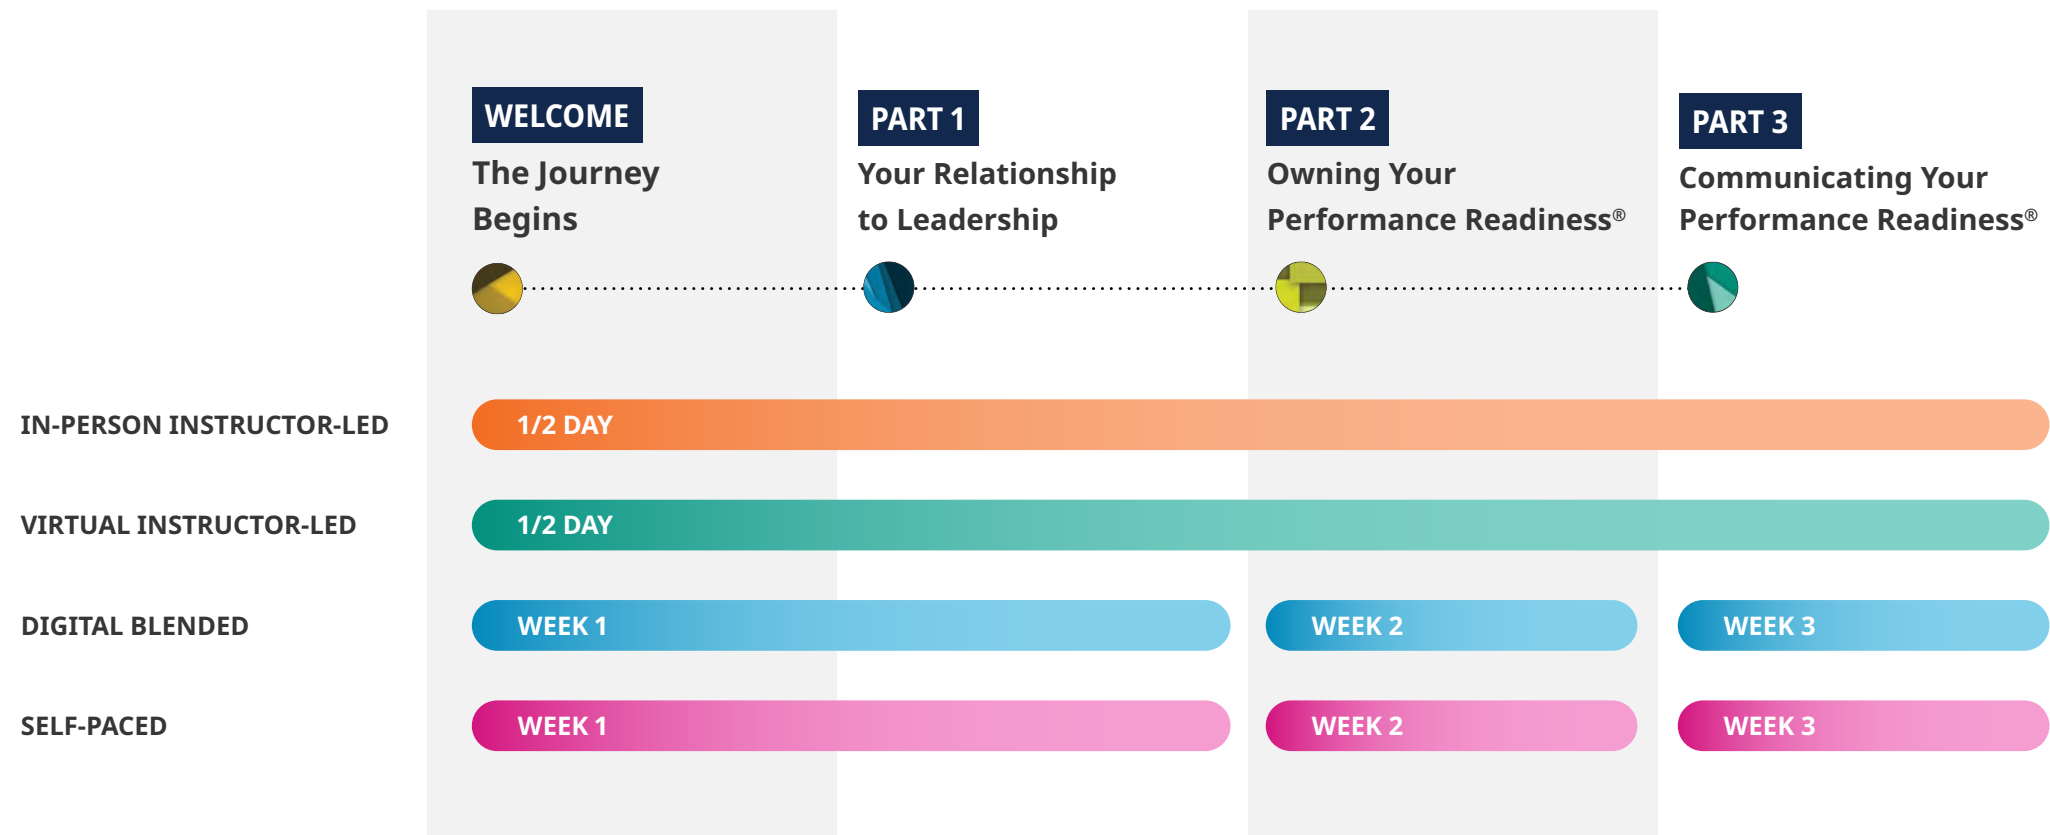 WELCOME
The Journey
Begins
PART 1
Your Relationship
to Leadership
PART 2
Owning Your
Performance Readiness®
PART 3
Communicating Your
Performance Readiness®
IN-PERSON INSTRUCTOR-LED
1/2 DAY
VIRTUAL INSTRUCTOR-LED
1/2 DAY
DIGITAL BLENDED
WEEK 1
WEEK 2
WEEK 3
SELF-PACED
WEEK 1
WEEK 2
WEEK 3